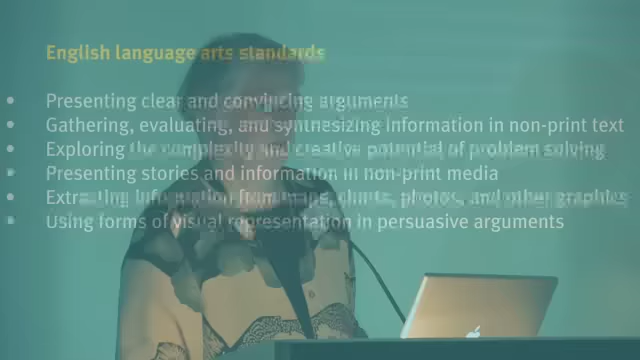 English language arts standards
• Presenting clear and convincing arguments
• Gathering, evaluating, and synthesizing information in non-print text
• Exploring the complexity and creative potential of problem solving
• Presenting stories and information in non-print media
• Extracting information from maps, charts, photos, and other graphics
• Using forms of visual representation in persuasive arguments